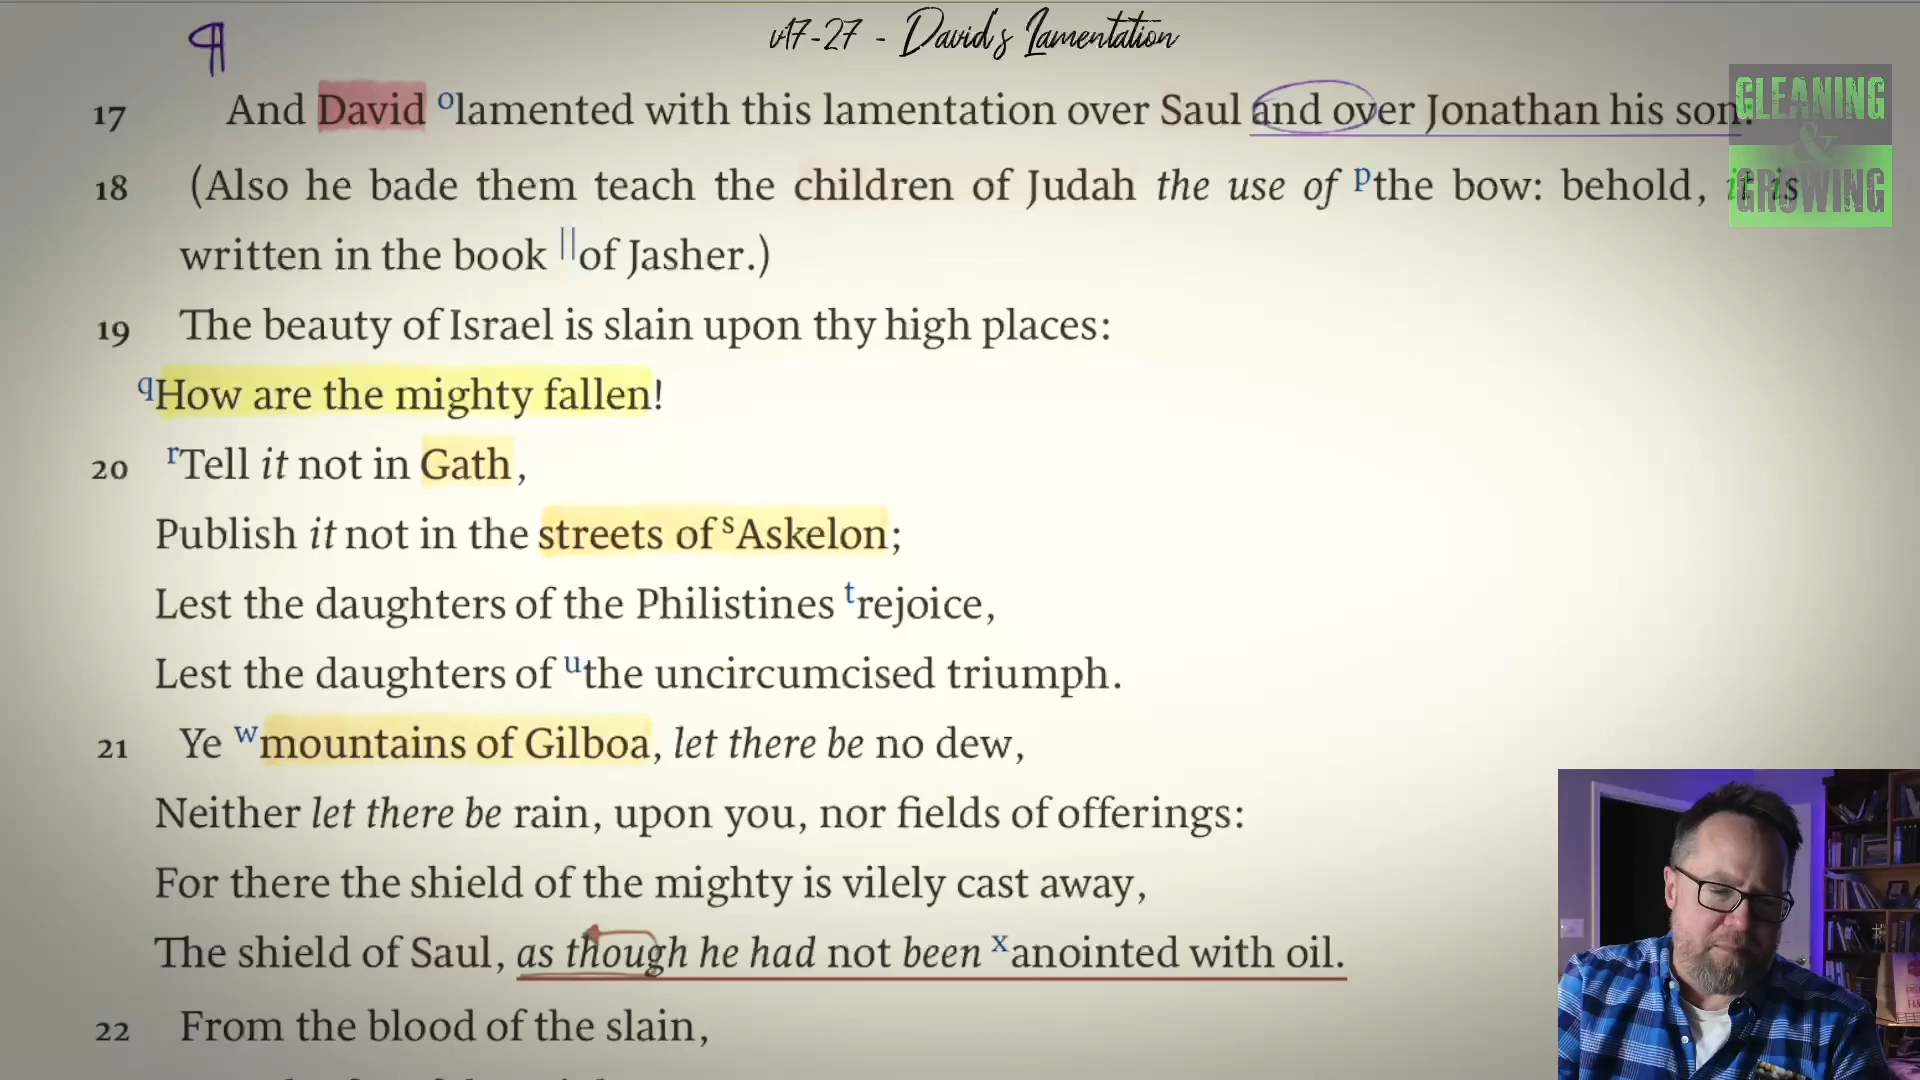 v17-27 - David's Lamentation
¶
17 And David ᵒlamented with this lamentation over Saul and over Jonathan his son.
GLEANING
&
GROWING
18 (Also he bade them teach the children of Judah the use of ᵖthe bow: behold, it is
written in the book ||of Jasher.)
19 The beauty of Israel is slain upon thy high places:
qHow are the mighty fallen!
20 ʳTell it not in Gath,
Publish it not in the streets of ˢAskelon;
Lest the daughters of the Philistines ᵗrejoice,
Lest the daughters of ᵘthe uncircumcised triumph.
21 Ye ʷmountains of Gilboa, let there be no dew,
Neither let there be rain, upon you, nor fields of offerings:
For there the shield of the mighty is vilely cast away,
The shield of Saul, as though he had not been ˣanointed with oil.
22 From the blood of the slain,